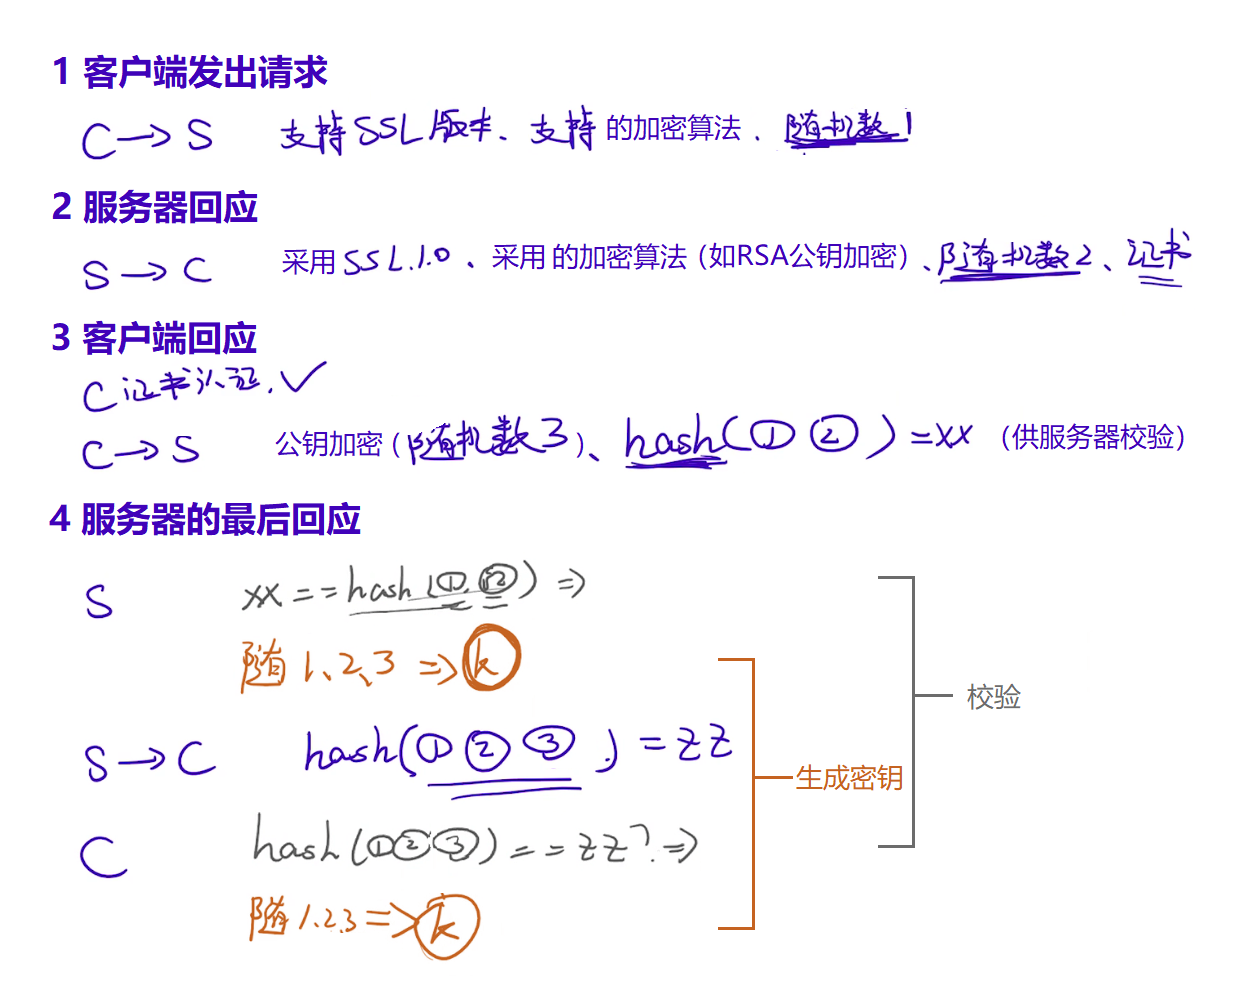 1 客户端发出请求
C → S 支持SSL版本、支持 的加密算法 、随机数1
2 服务器回应
S → C 采用 SSL.1.0 、采用 的加密算法（如RSA公钥加密）、随机数2、证书
3 客户端回应
C 证书认证. ✓
C → S 公钥加密（随机数3 ）、hash(① ② ) = xx （供服务器校验）
4 服务器的最后回应
S xx == hash(①.②) ⇒
随 1、2、3 ⇒ k
S → C hash(① ② ③ ) = zz
校验
生成密钥
C hash(①②③) == zz? ⇒
随 1.2.3 ⇒ k